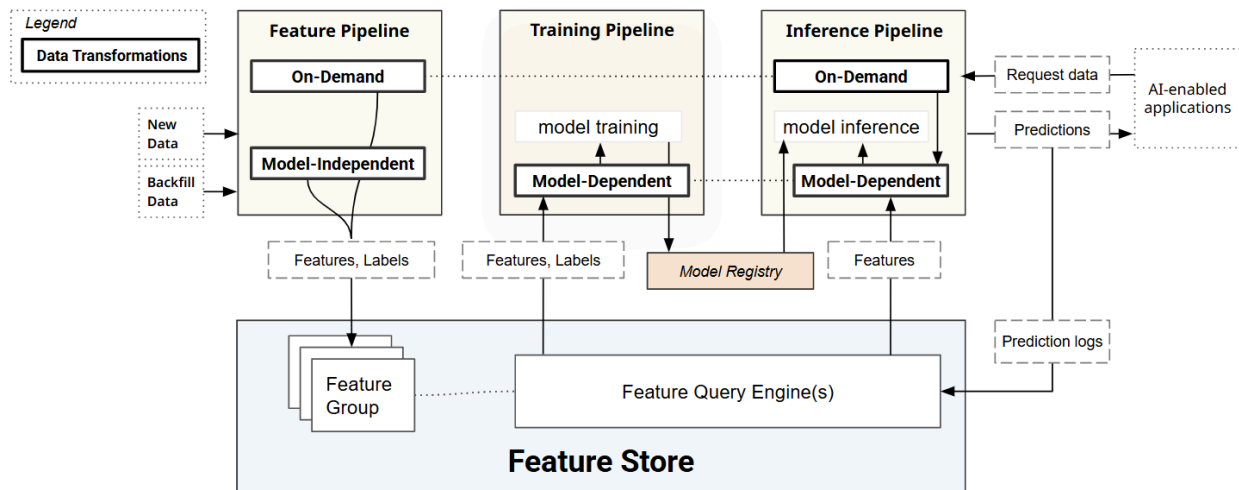 Legend
Data Transformations
Feature Pipeline
On-Demand
Model-Independent
New
Data
Backfill
Data
Training Pipeline
model training
Model-Dependent
Inference Pipeline
On-Demand
model inference
Model-Dependent
Request data
Predictions
AI-enabled
applications
Features, Labels
Features, Labels
Model Registry
Features
Prediction logs
Feature
Group
Feature Query Engine(s)
Feature Store